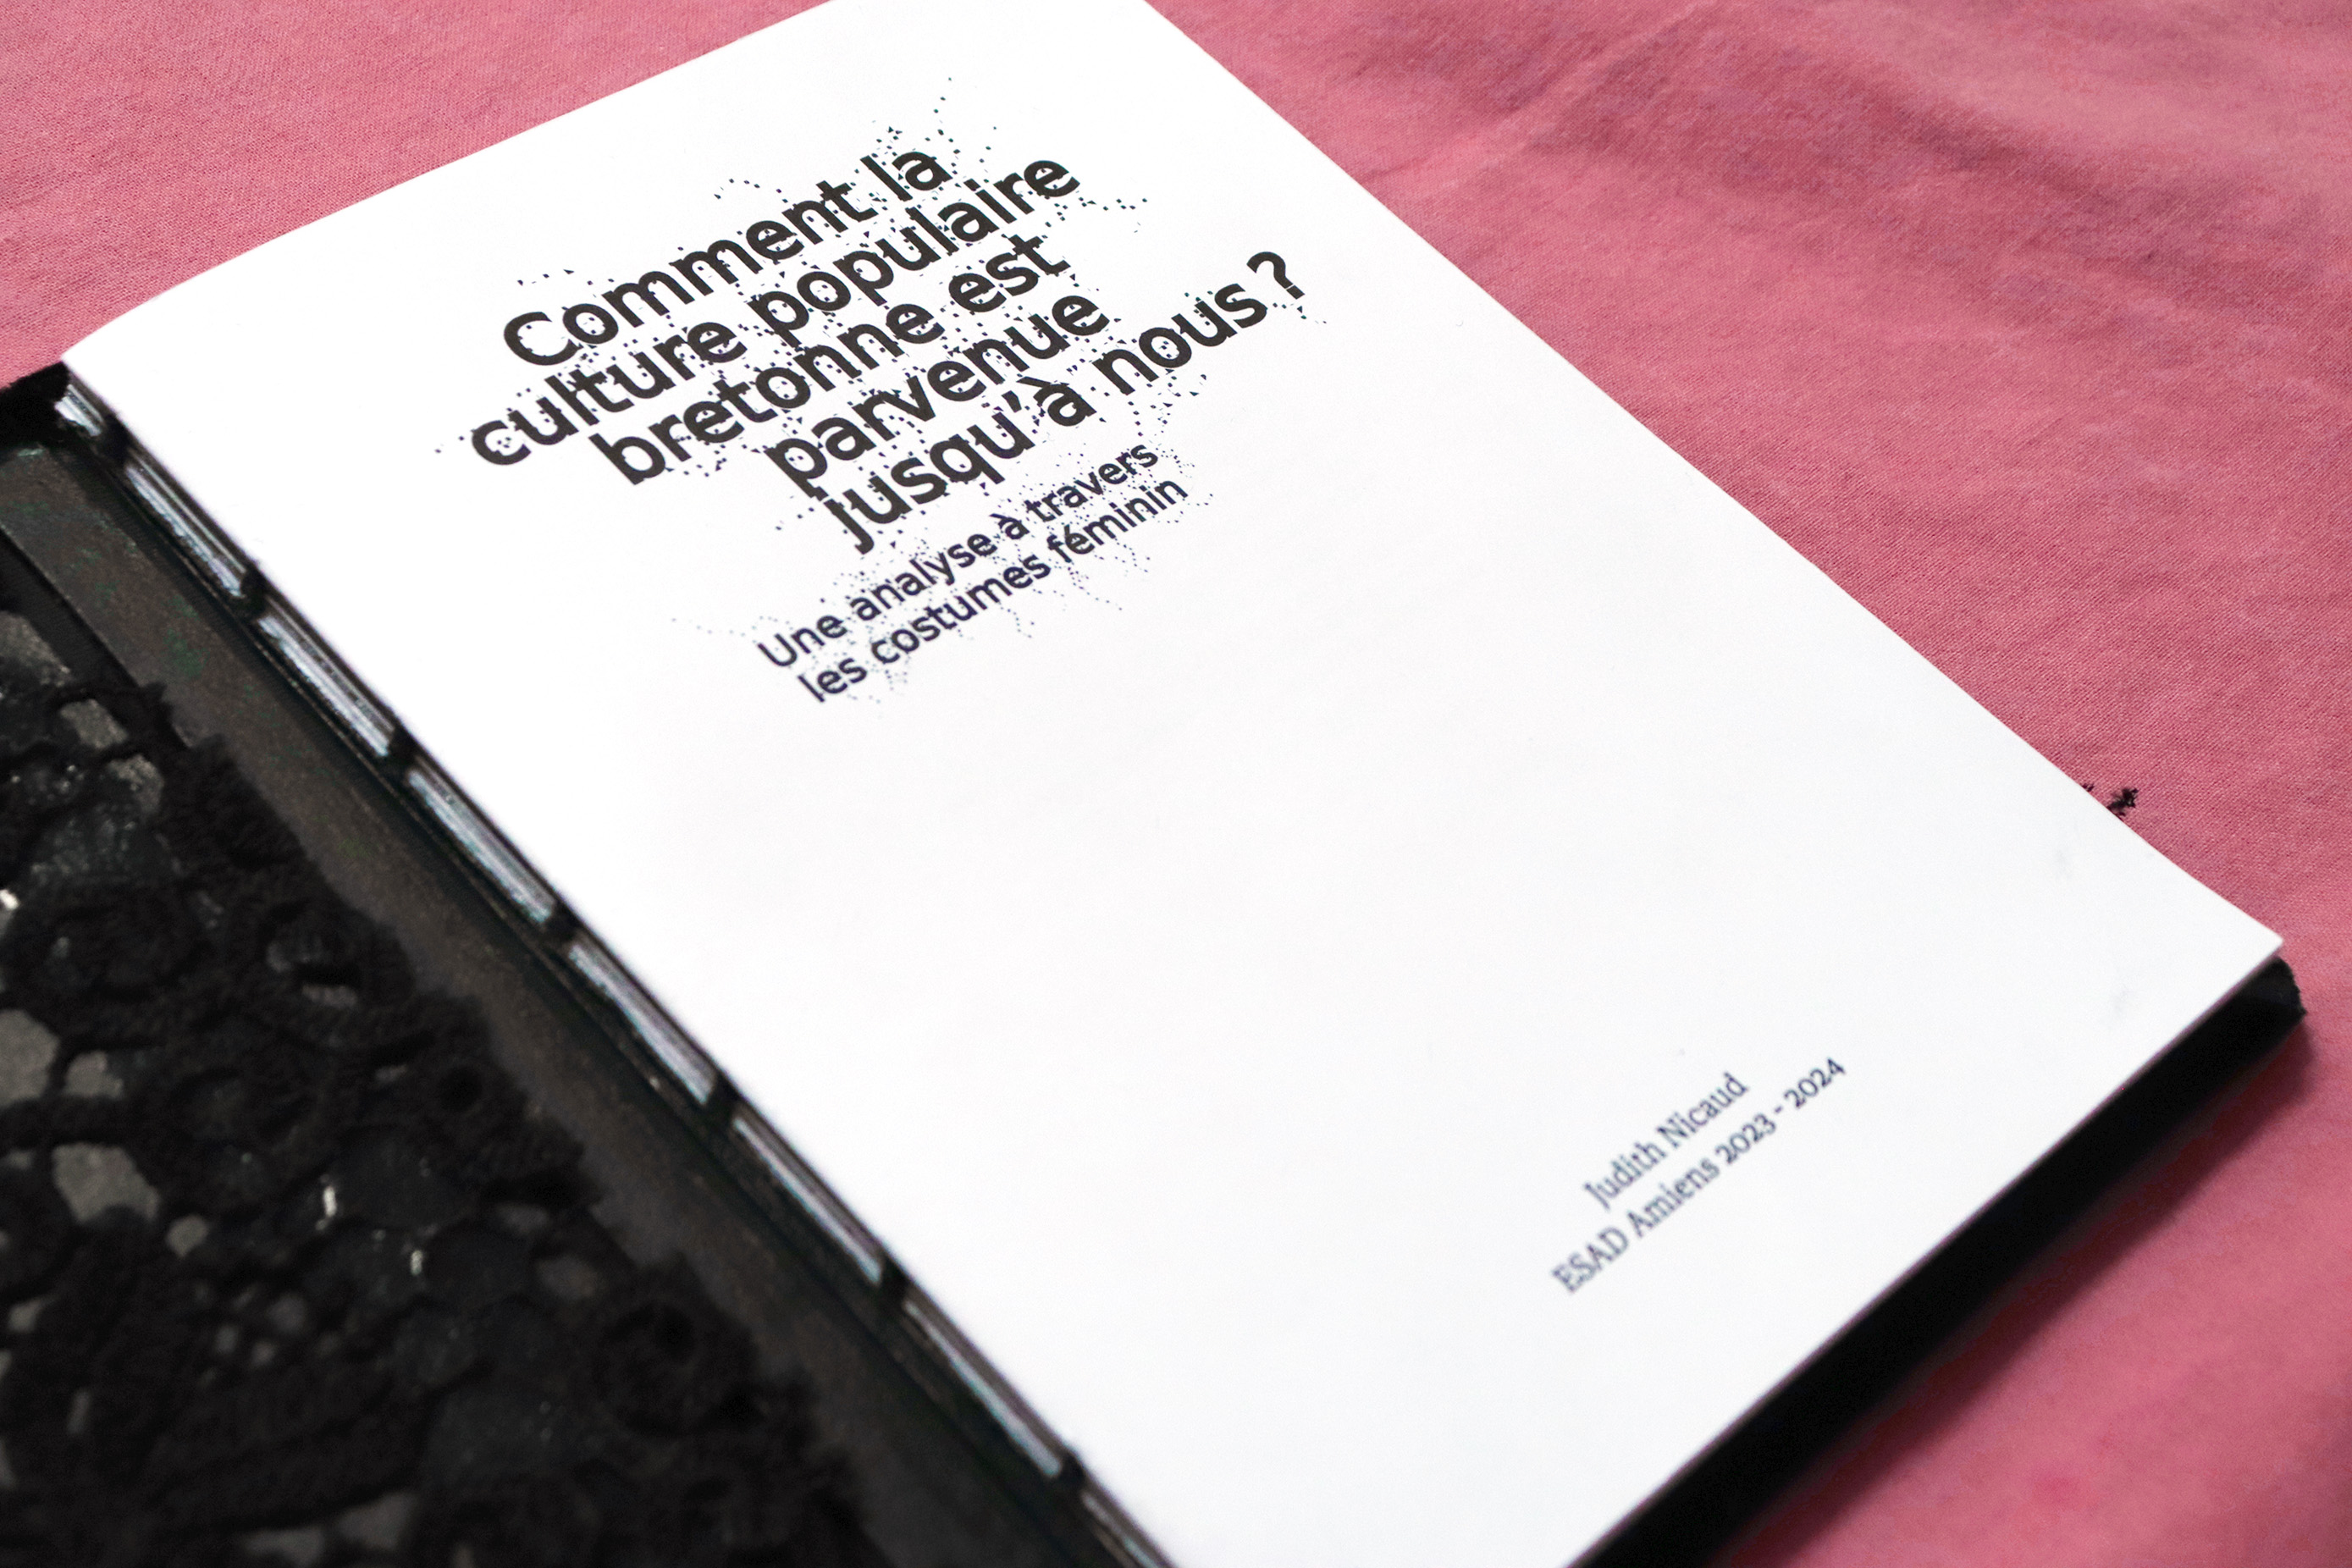 Comment la
culture populaire
bretonne est
parvenue
jusqu’à nous ?
Une analyse à travers
les costumes féminin
Judith Nicaud
ESAD Amiens 2023 - 2024